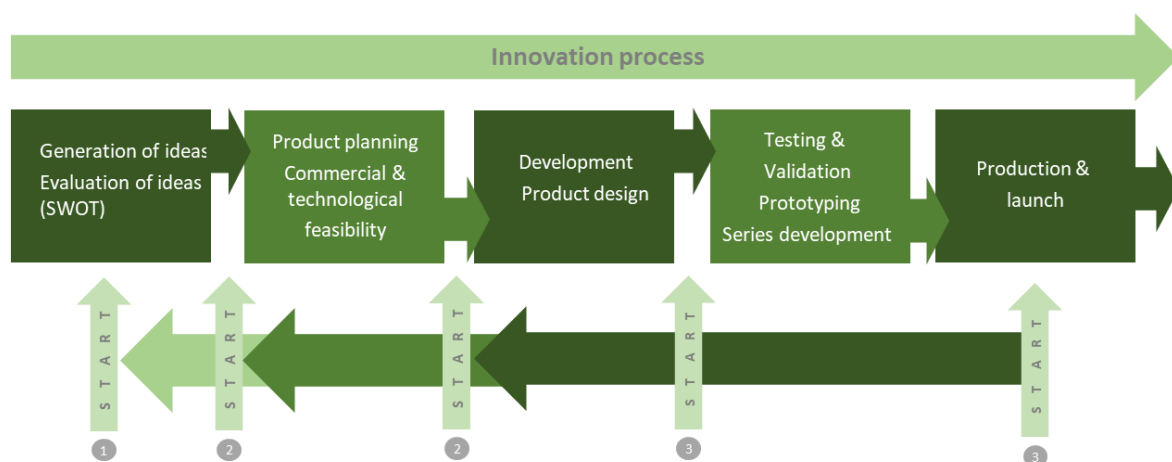 Innovation process
Generation of ideas
Evaluation of ideas
(SWOT)
Product planning
Commercial &
technological
feasibility
Development
Product design
Testing &
Validation
Prototyping
Series development
Production &
launch
START
START
START
START
START
1
2
2
3
3